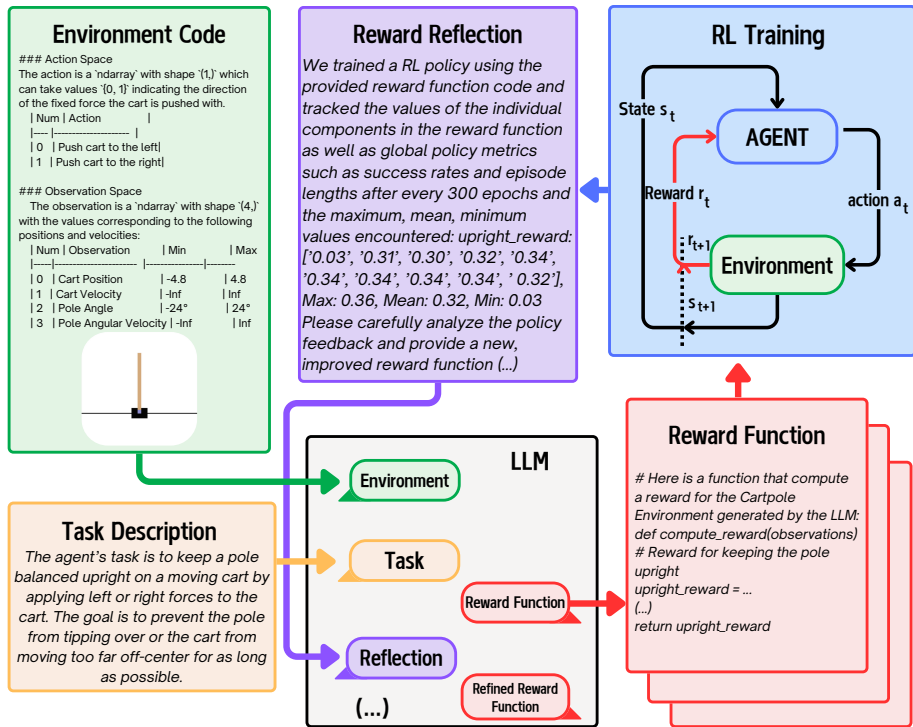 Environment Code
### Action Space
The action is a `ndarray` with shape `(1,)` which
can take values `{0, 1}` indicating the direction
of the fixed force the cart is pushed with.
| Num | Action |
|---- |---------------------- |
| 0 | Push cart to the left|
| 1 | Push cart to the right|
### Observation Space
The observation is a `ndarray` with shape `(4,)`
with the values corresponding to the following
positions and velocities:
| Num | Observation | Min | Max
|-----|------------------------ |-----------------|--------
| 0 | Cart Position | -4.8 | 4.8
| 1 | Cart Velocity | -Inf | Inf
| 2 | Pole Angle | -24° | 24°
| 3 | Pole Angular Velocity | -Inf | Inf
Reward Reflection
We trained a RL policy using the
provided reward function code and
tracked the values of the individual
components in the reward function
as well as global policy metrics
such as success rates and episode
lengths after every 300 epochs and
the maximum, mean, minimum
values encountered: upright_reward:
['0.03', '0.31', '0.30', '0.32', '0.34',
'0.34', '0.34', '0.34', '0.34', ' 0.32'],
Max: 0.36, Mean: 0.32, Min: 0.03
Please carefully analyze the policy
feedback and provide a new,
improved reward function (...)
RL Training
State s_t
AGENT
Reward r_t
action a_t
r_t+1
Environment
s_t+1
Task Description
The agent's task is to keep a pole
balanced upright on a moving cart by
applying left or right forces to the
cart. The goal is to prevent the pole
from tipping over or the cart from
moving too far off-center for as long
as possible.
LLM
Environment
Task
Reward Function
Reflection
Refined Reward
Function
(...)
Reward Function
# Here is a function that compute
a reward for the Cartpole
Environment generated by the LLM:
def compute_reward(observations)
# Reward for keeping the pole
upright
upright_reward = ...
(...)
return upright_reward